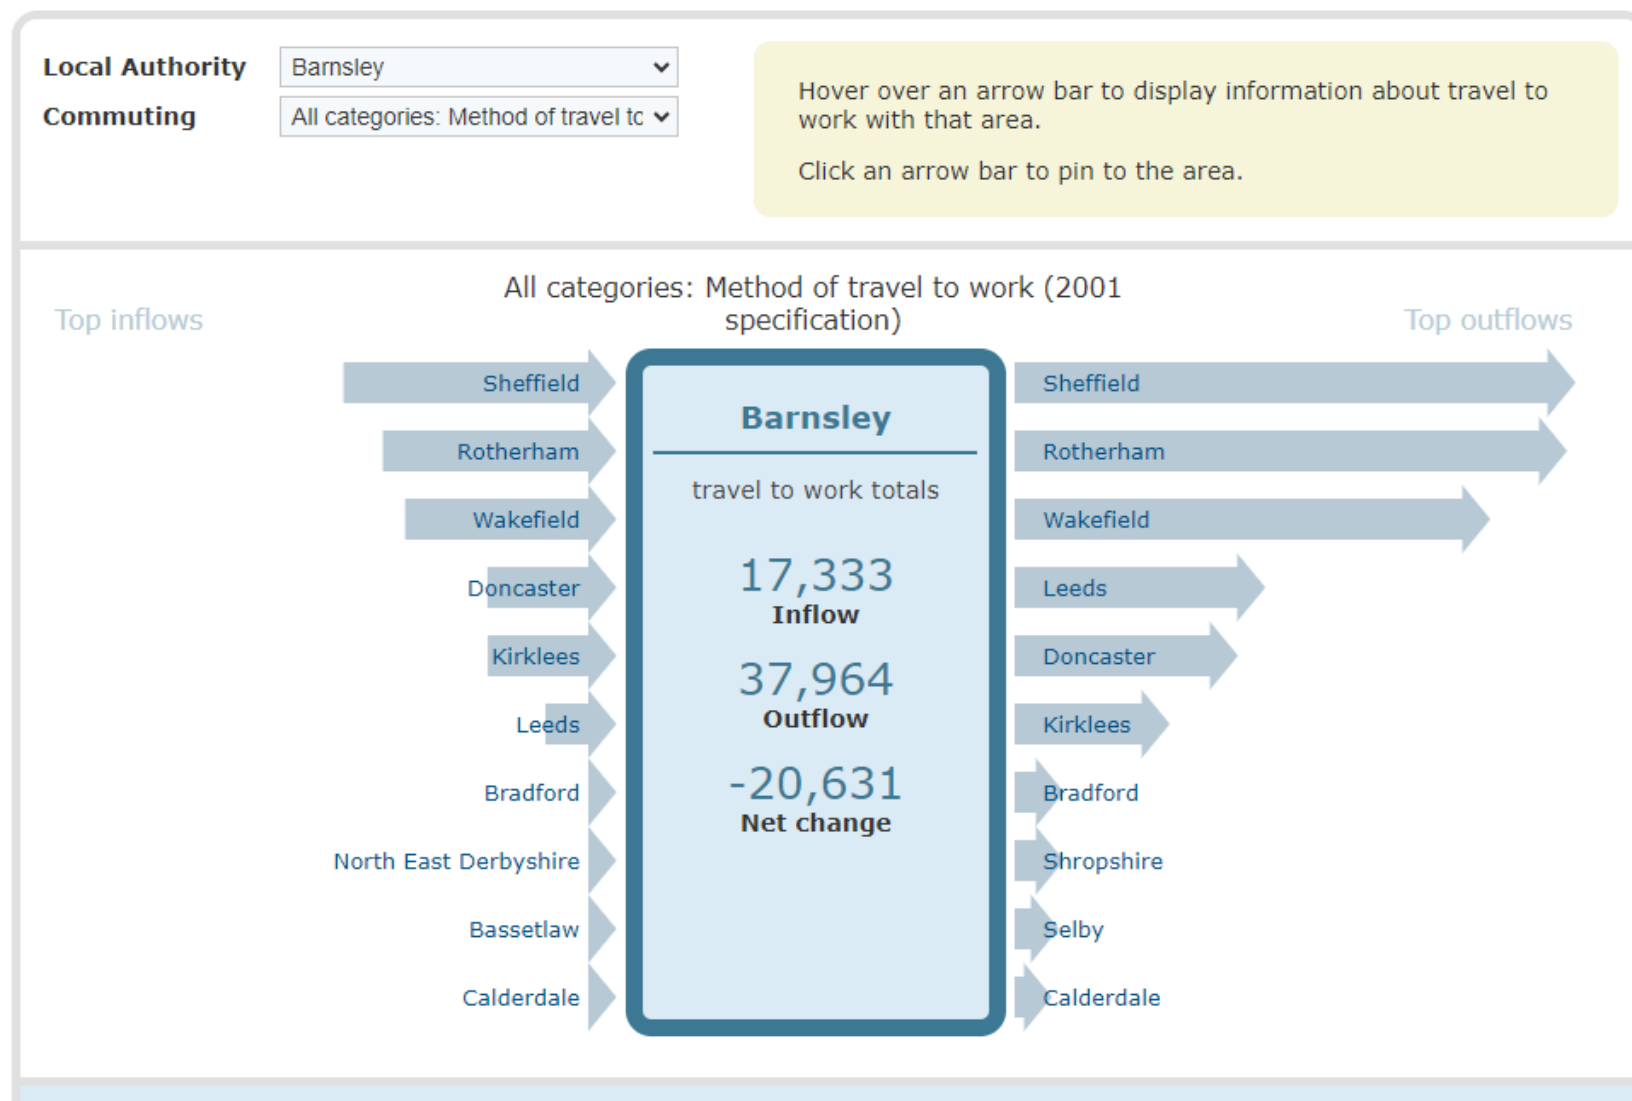 Local Authority
Barnsley
Commuting
All categories: Method of travel tc
Hover over an arrow bar to display information about travel to
work with that area.
Click an arrow bar to pin to the area.
All categories: Method of travel to work (2001
specification)
Top inflows
Top outflows
Sheffield
Rotherham
Wakefield
Doncaster
Kirklees
Leeds
Bradford
North East Derbyshire
Bassetlaw
Calderdale
Barnsley
travel to work totals
17,333
Inflow
37,964
Outflow
-20,631
Net change
Sheffield
Rotherham
Wakefield
Leeds
Doncaster
Kirklees
Bradford
Shropshire
Selby
Calderdale